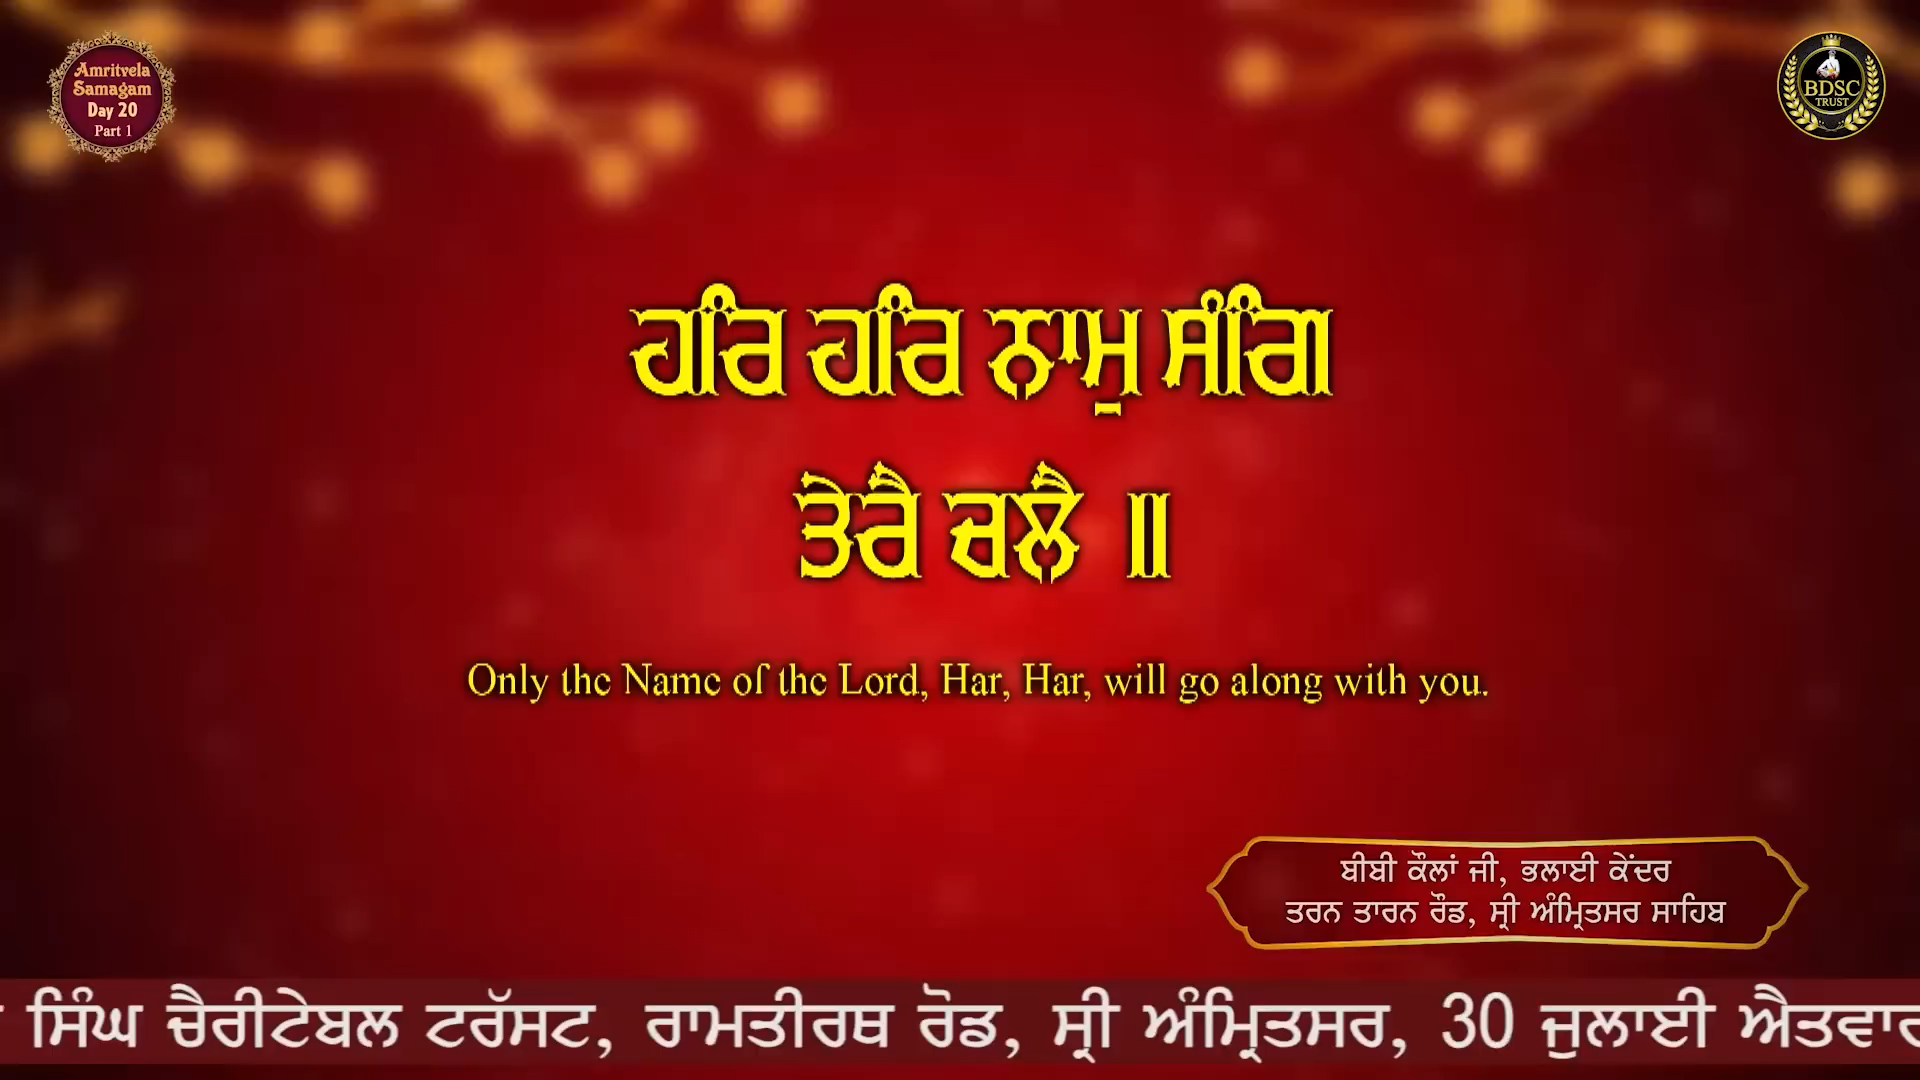 Amritvela
Samagam
Day 20
Part 1
BDSC
TRUST
ਹਰਿ ਹਰਿ ਨਾਮੁ ਸੰਗਿ
ਤੇਰੈ ਚਲੈ ॥
Only the Name of the Lord, Har, Har, will go along with you.
ਬੀਬੀ ਕੌਲਾਂ ਜੀ, ਭਲਾਈ ਕੇਂਦਰ
ਤਰਨ ਤਾਰਨ ਰੌਡ, ਸ੍ਰੀ ਅੰਮ੍ਰਿਤਸਰ ਸਾਹਿਬ
ਸਿੰਘ ਚੈਰੀਟੇਬਲ ਟਰੱਸਟ, ਰਾਮਤੀਰਥ ਰੋਡ, ਸ੍ਰੀ ਅੰਮ੍ਰਿਤਸਰ, 30 ਜੁਲਾਈ ਐਤਵਾਰ